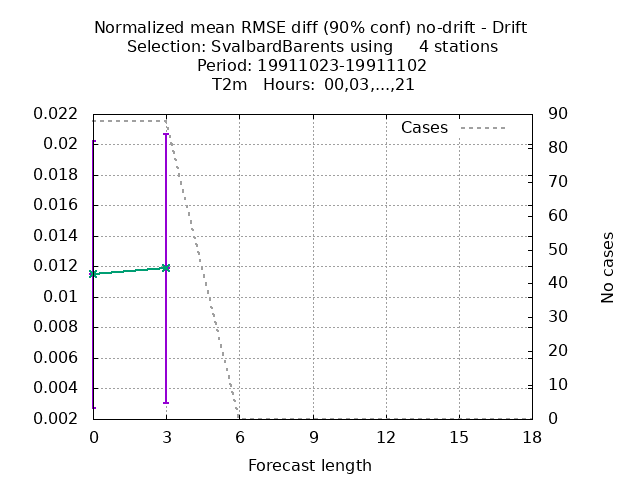 Normalized mean RMSE diff (90% conf) no-drift - Drift
Selection: SvalbardBarents using     4 stations
Period: 19911023-19911102
T2m   Hours:  00,03,...,21
0.022
0.02
0.018
0.016
0.014
0.012
0.01
0.008
0.006
0.004
0.002
Cases
90
80
70
60
50
40
30
20
10
0
No cases
0 3 6 9 12 15 18
Forecast length